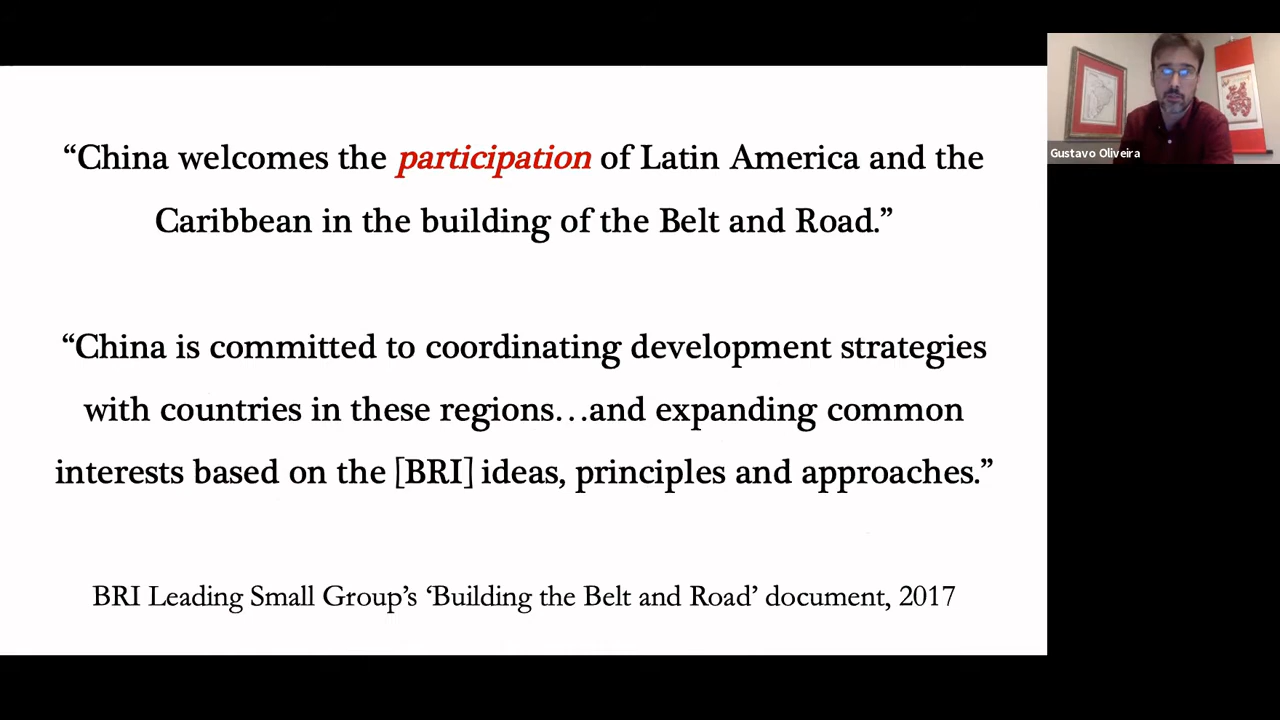 “China welcomes the participation of Latin America and the
Caribbean in the building of the Belt and Road.”
“China is committed to coordinating development strategies
with countries in these regions…and expanding common
interests based on the [BRI] ideas, principles and approaches.”
BRI Leading Small Group’s ‘Building the Belt and Road’ document, 2017
Gustavo Oliveira